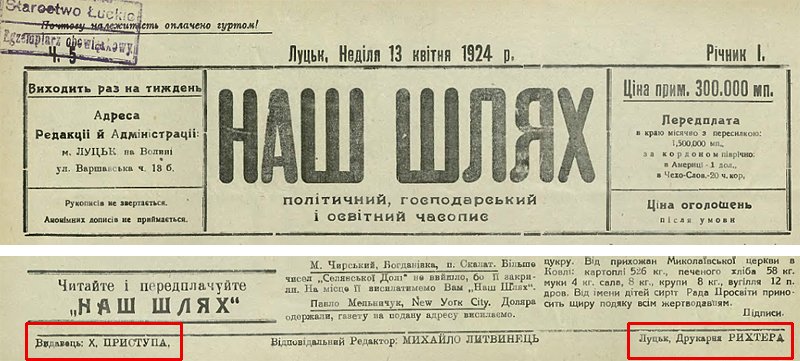 Starostwo Łuckie
Egzemplarz obowiązkowy
Почтову належитість оплачено гуртом!
Ч. 5
Луцьк, Неділя 13 квітня 1924 р.
Річник I.
Виходить раз на тиждень
Адреса
Редакції й Адміністрації:
м. ЛУЦЬК на Волині
ул. Варшавська ч. 18 б.
Рукописів не звертається.
Анонімних дописів не приймається.
НАШ ШЛЯХ
політичний, господарський
і освітний часопис
Ціна прим. 300.000 мп.
Передплата
в краю місячно з пересилкою:
1,500,000 мп.,
за кордоном піврічно:
в Америці - 1 дол.,
в Чехо-Слов.-20 ч. кор.
Ціна оголошень
після умови
Читайте і передплачуйте
„НАШ ШЛЯХ“
М. Чирський, Богданівка, п. Скалат. Більше
чисел „Селянської Долі“ не вийшло, бо її закри-
ли. На місце її висилатимемо Вам „Наш Шлях“.
Павло Мельничук, New York City. Доляра
одержали, газету на подану адресу висилаємо.
цукру. Від прихожан Миколаївської церкви в
Ковлі: картоплі 526 кг., печеного хліба 58 кг.
муки 4 кг. сала, 8 кг., крупи 8 кг., вугілля 12 п.
дров. Від імени дітей сиріт Рада Просвіти прино-
сить щиру подяку всім жертводавцям.
Підписи.
Видавець: Х. ПРИСТУПА,
Відповідальний Редактор: МИХАЙЛО ЛИТВИНЕЦЬ
Луцьк, Друкарня РИХТЕРА